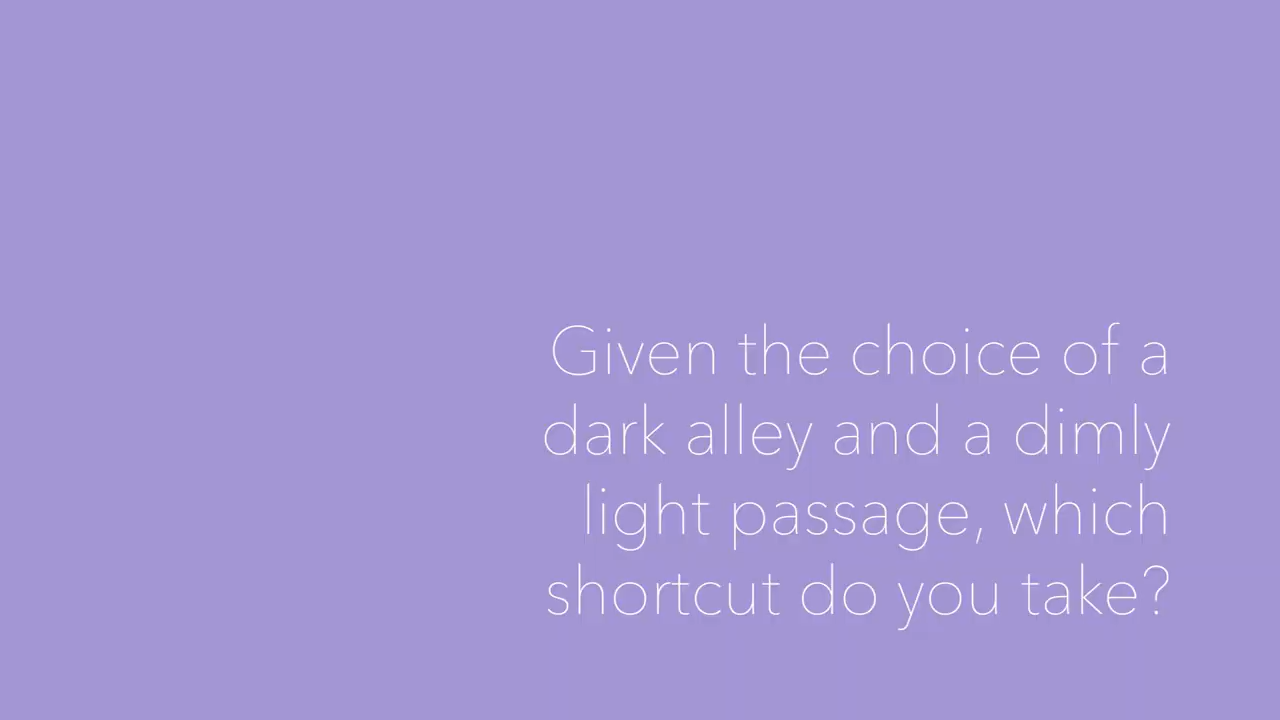 Given the choice of a
dark alley and a dimly
light passage, which
shortcut do you take?